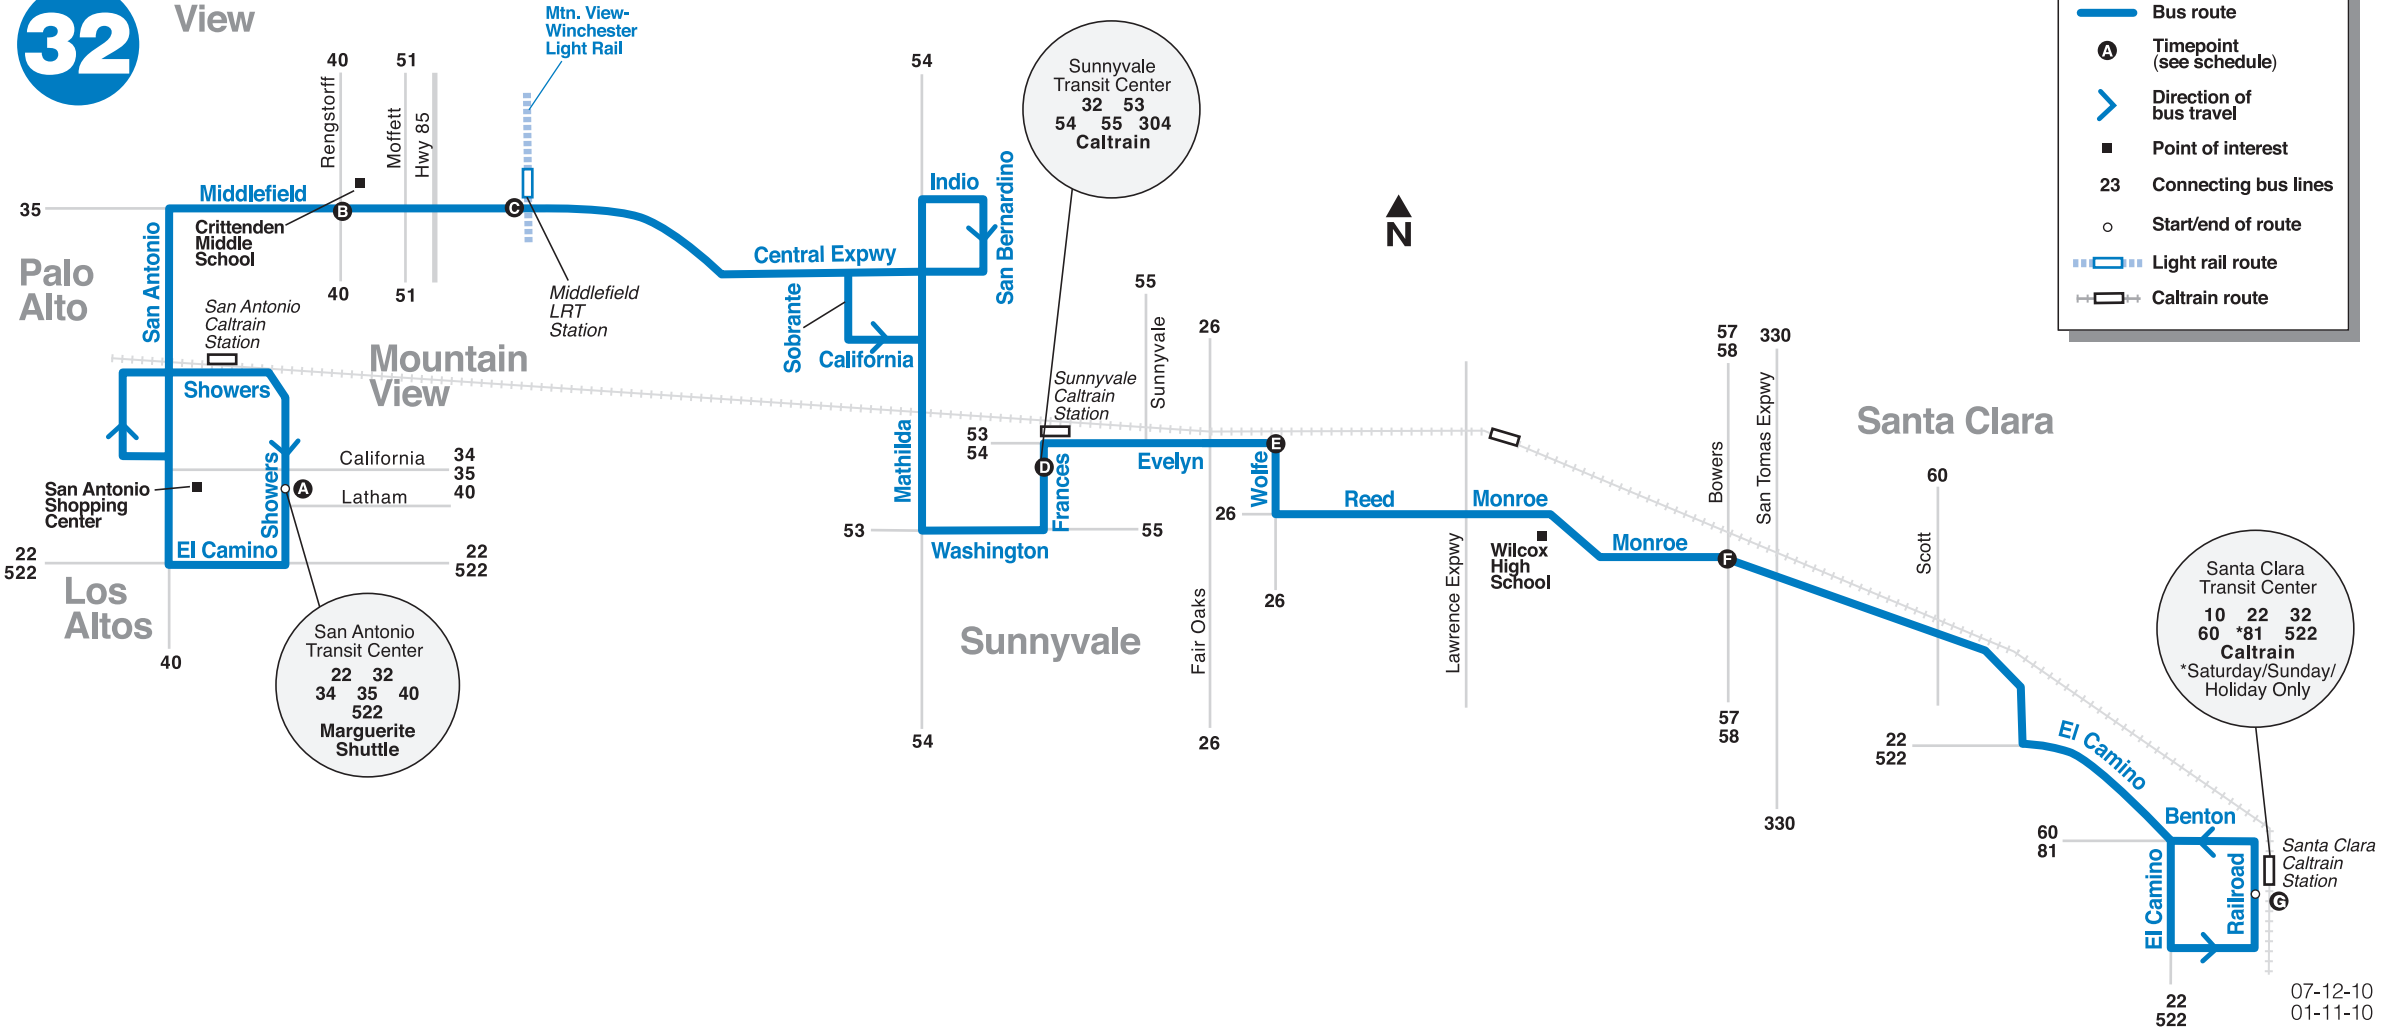 32
View
Mtn. View-
Winchester
Light Rail
40
51
Rengstorff
Moffett
Hwy 85
35
Middlefield
B
C
Crittenden
Middle
School
40
51
Palo
Alto
San Antonio
San Antonio
Caltrain
Station
Middlefield
LRT
Station
Mountain
View
Showers
Showers
California
34
35
40
Latham
A
San Antonio
Shopping
Center
El Camino
22
522
22
522
Los
Altos
40
San Antonio
Transit Center
22 32
34 35 40
522
Marguerite
Shuttle
54
Indio
San Bernardino
Central Expwy
Sobrante
California
Mathilda
53
54
53
Washington
55
54
Sunnyvale
Transit Center
32 53
54 55 304
Caltrain
Sunnyvale
Caltrain
Station
D
Frances
55
Sunnyvale
26
Evelyn
E
Wolfe
26
26
Fair Oaks
26
Sunnyvale
N
Reed
Monroe
Lawrence Expwy
Wilcox
High
School
Monroe
57
58
330
Bowers
San Tomas Expwy
F
57
58
330
Santa Clara
60
Scott
22
522
El Camino
60
81
Benton
El Camino
Railroad
22
522
Santa Clara
Transit Center
10 22 32
60 *81 522
Caltrain
*Saturday/Sunday/
Holiday Only
Santa Clara
Caltrain
Station
G
Bus route
A
Timepoint
(see schedule)
Direction of
bus travel
Point of interest
23
Connecting bus lines
Start/end of route
Light rail route
Caltrain route
07-12-10
01-11-10